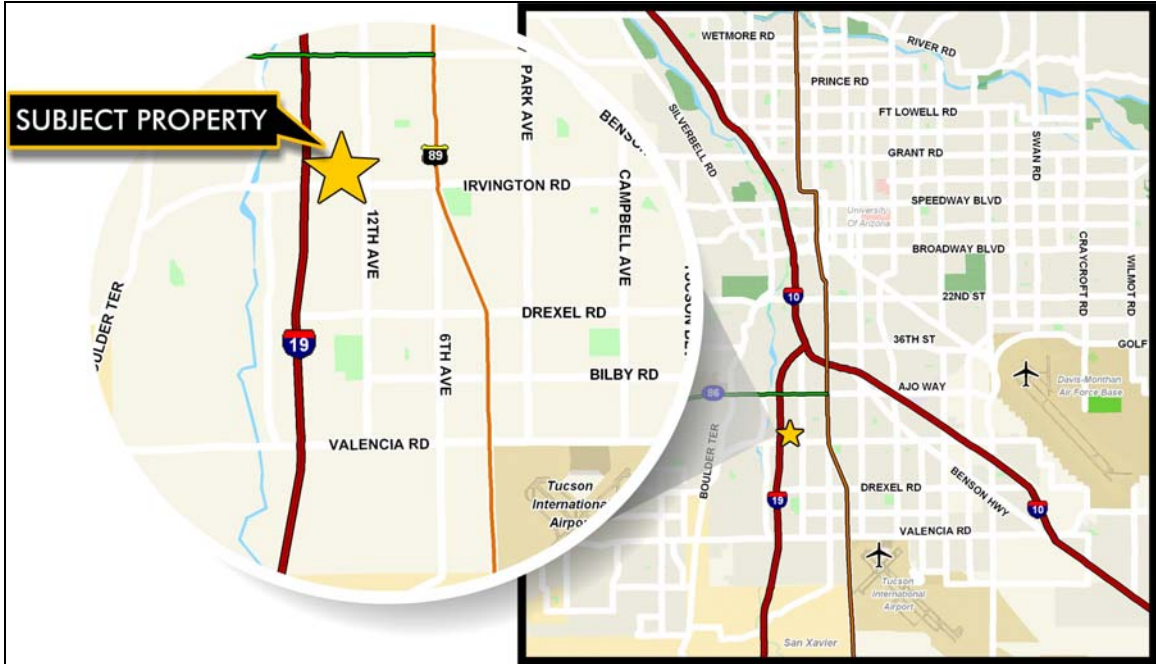 SUBJECT PROPERTY
PARK AVE
BENSON
89
IRVINGTON RD
12TH AVE
CAMPBELL AVE
DREXEL RD
19
6TH AVE
BILBY RD
VALENCIA RD
Tucson
International
Airpo
WETMORE RD
RIVER RD
PRINCE RD
SILVERBELL RD
FT LOWELL RD
SWAN RD
GRANT RD
SPEEDWAY BLVD
University
Of Arizona
BROADWAY BLVD
CRAYCROFT RD
WILMOT RD
10
22ND ST
36TH ST
GOLF
AJO WAY
Davis-Monthan
Air Force Base
86
BOULDER TER
DREXEL RD
BENSON HWY
19
10
VALENCIA RD
Tucson
International
Airport
San Xavier